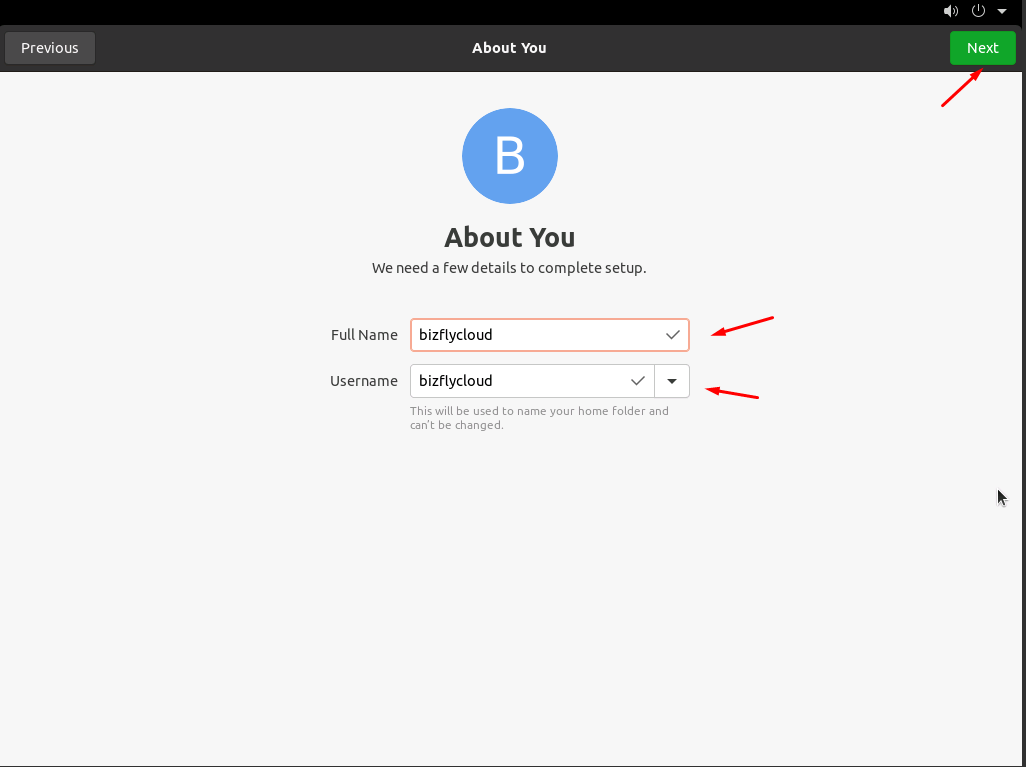 Previous
About You
Next
B
About You
We need a few details to complete setup.
Full Name bizflycloud
Username bizflycloud
This will be used to name your home folder and
can't be changed.